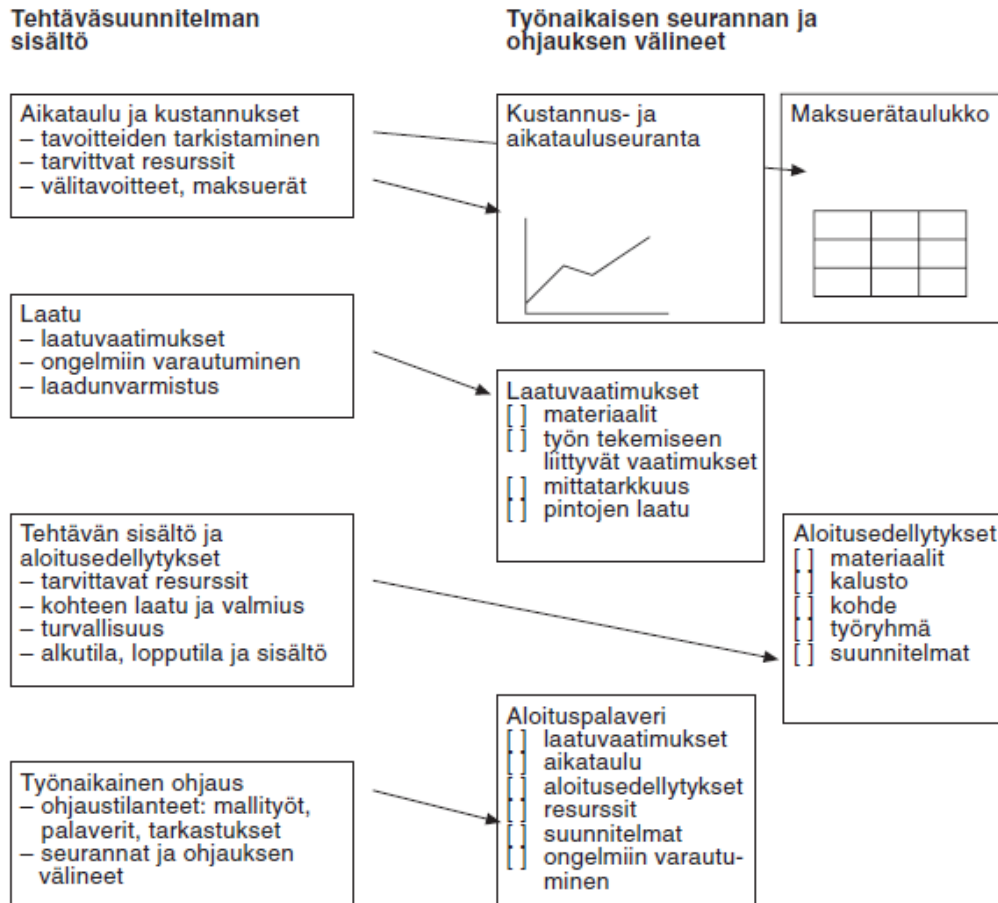 Tehtäväsuunnitelman
sisältö
Työnaikaisen seurannan ja
ohjauksen välineet
Aikataulu ja kustannukset
– tavoitteiden tarkistaminen
– tarvittvat resurssit
– välitavoitteet, maksuerät
Kustannus- ja
aikatauluseuranta
Maksuerätaulukko
Laatu
– laatuvaatimukset
– ongelmiin varautuminen
– laadunvarmistus
Laatuvaatimukset
[ ] materiaalit
[ ] työn tekemiseen
liittyvät vaatimukset
[ ] mittatarkkuus
[ ] pintojen laatu
Tehtävän sisältö ja
aloitusedellytykset
– tarvittavat resurssit
– kohteen laatu ja valmius
– turvallisuus
– alkutila, lopputila ja sisältö
Aloitusedellytykset
[ ] materiaalit
[ ] kalusto
[ ] kohde
[ ] työryhmä
[ ] suunnitelmat
Työnaikainen ohjaus
– ohjaustilanteet: mallityöt,
palaverit, tarkastukset
– seurannat ja ohjauksen
välineet
Aloituspalaveri
[ ] laatuvaatimukset
[ ] aikataulu
[ ] aloitusedellytykset
[ ] resurssit
[ ] suunnitelmat
[ ] ongelmiin varautu-
minen